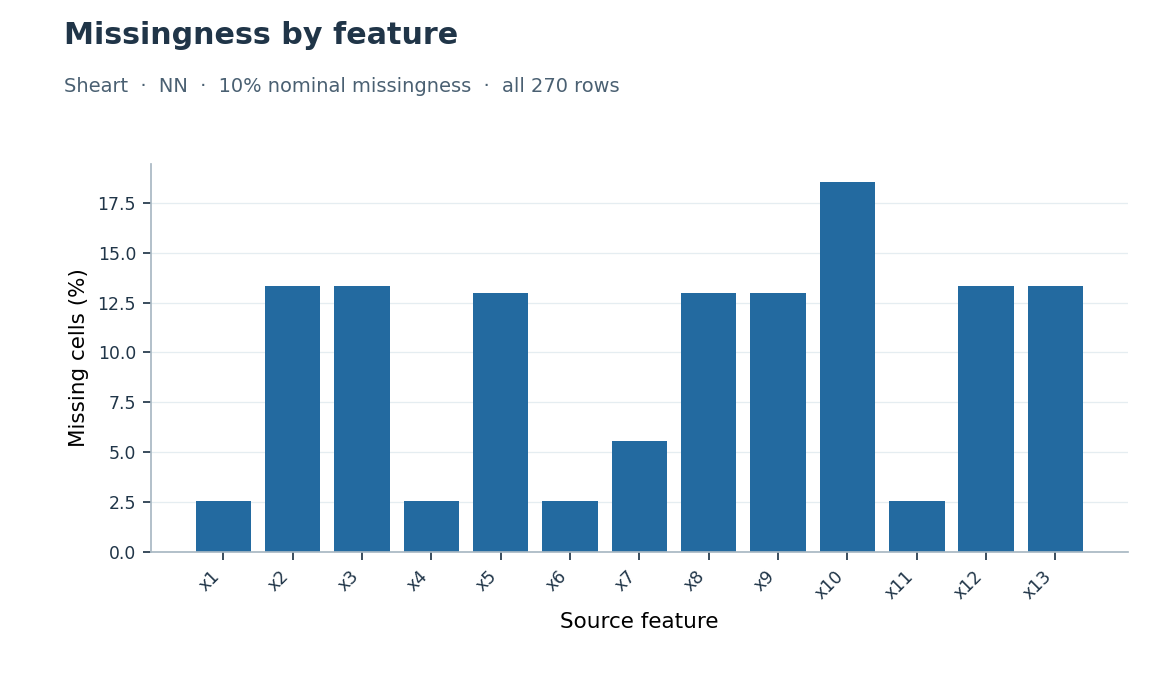 Missingness by feature
Sheart · NN · 10% nominal missingness · all 270 rows
17.5
15.0
12.5
10.0
7.5
5.0
2.5
0.0
Missing cells (%)
x1 x2 x3 x4 x5 x6 x7 x8 x9 x10 x11 x12 x13
Source feature